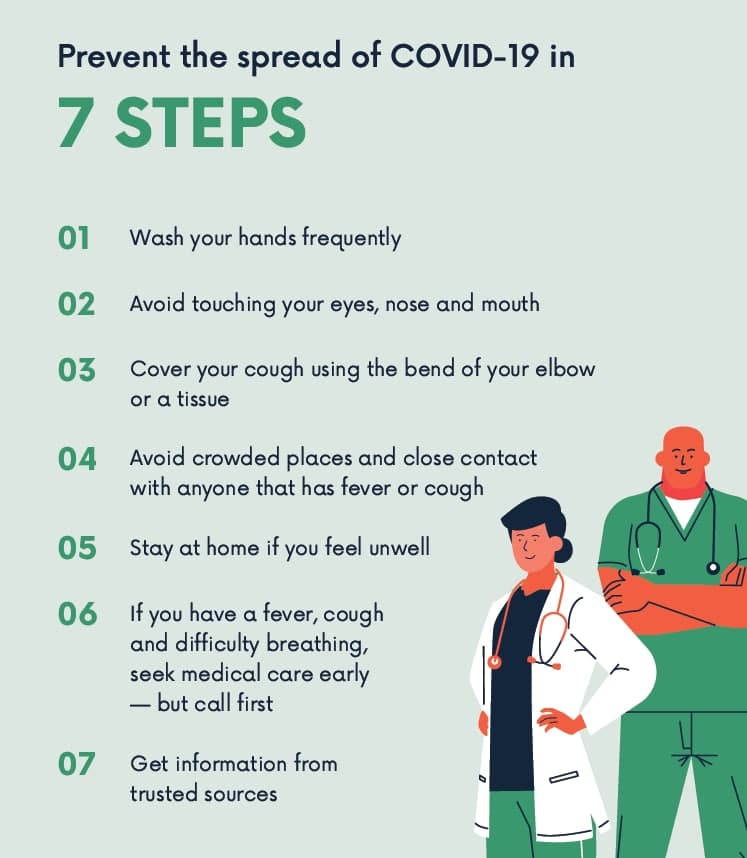 Prevent the spread of COVID-19 in
7 STEPS
01 Wash your hands frequently
02 Avoid touching your eyes, nose and mouth
03 Cover your cough using the bend of your elbow
or a tissue
04 Avoid crowded places and close contact
with anyone that has fever or cough
05 Stay at home if you feel unwell
06 If you have a fever, cough
and difficulty breathing,
seek medical care early
— but call first
07 Get information from
trusted sources